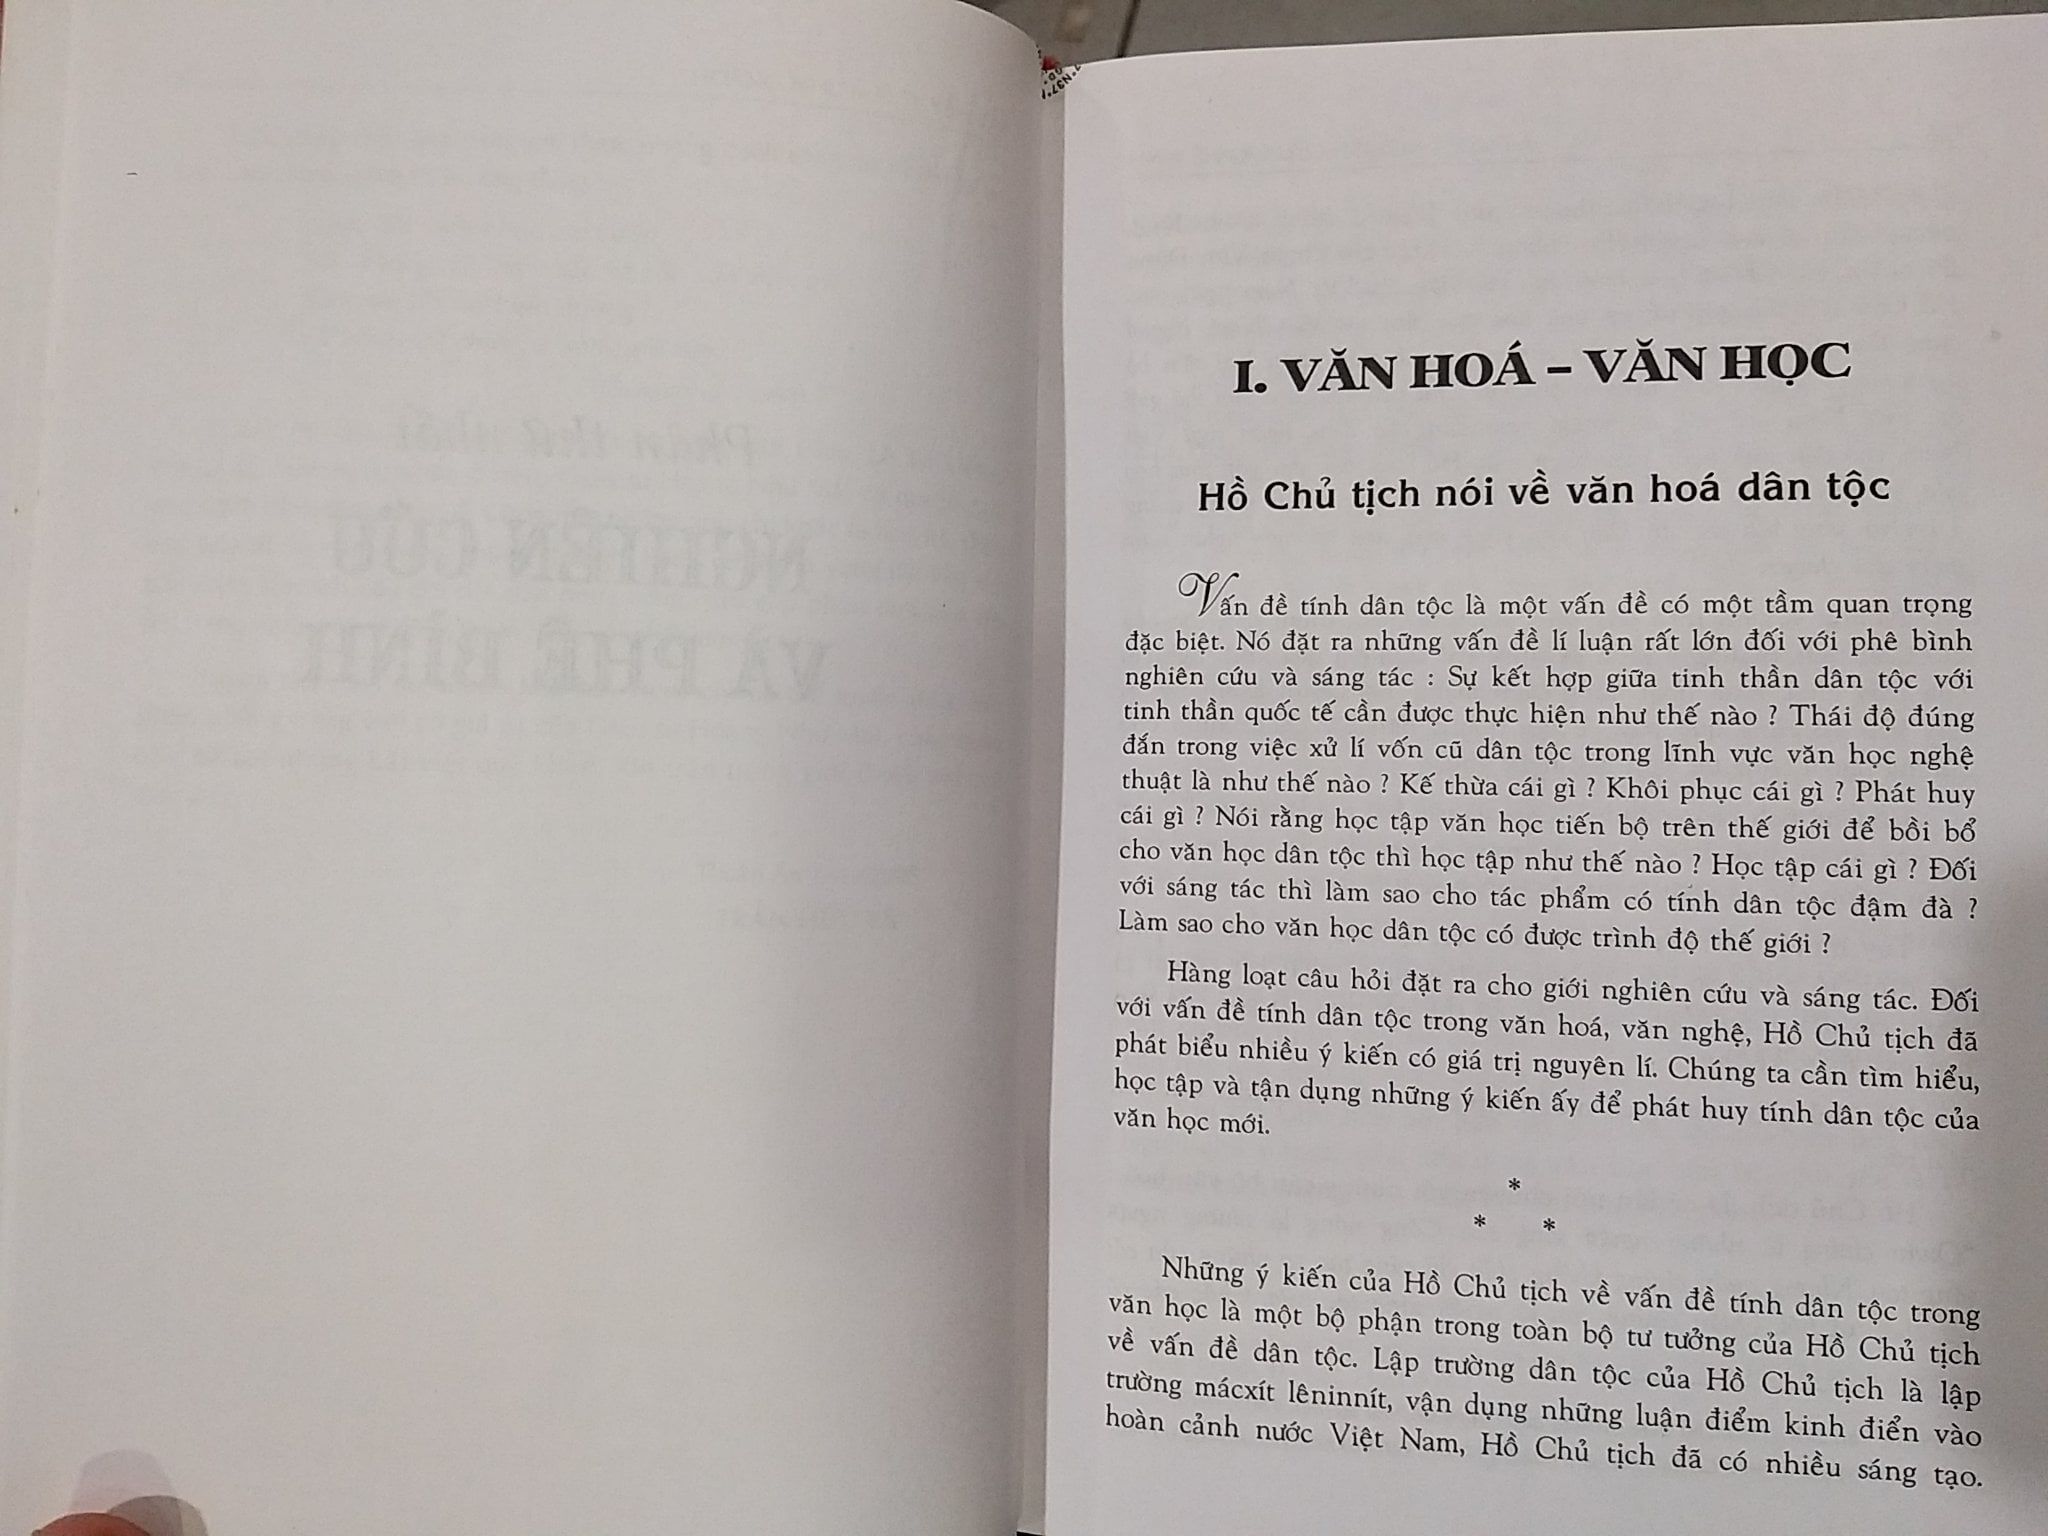 I. VĂN HOÁ – VĂN HỌC
Hồ Chủ tịch nói về văn hoá dân tộc
Vấn đề tính dân tộc là một vấn đề có một tầm quan trọng
đặc biệt. Nó đặt ra những vấn đề lí luận rất lớn đối với phê bình
nghiên cứu và sáng tác : Sự kết hợp giữa tinh thần dân tộc với
tinh thần quốc tế cần được thực hiện như thế nào ? Thái độ đúng
đắn trong việc xử lí vốn cũ dân tộc trong lĩnh vực văn học nghệ
thuật là như thế nào ? Kế thừa cái gì ? Khôi phục cái gì ? Phát huy
cái gì ? Nói rằng học tập văn học tiến bộ trên thế giới để bồi bổ
cho văn học dân tộc thì học tập như thế nào ? Học tập cái gì ? Đối
với sáng tác thì làm sao cho tác phẩm có tính dân tộc đậm đà ?
Làm sao cho văn học dân tộc có được trình độ thế giới ?
Hàng loạt câu hỏi đặt ra cho giới nghiên cứu và sáng tác. Đối
với vấn đề tính dân tộc trong văn hoá, văn nghệ, Hồ Chủ tịch đã
phát biểu nhiều ý kiến có giá trị nguyên lí. Chúng ta cần tìm hiểu,
học tập và tận dụng những ý kiến ấy để phát huy tính dân tộc của
văn học mới.
*
* *
Những ý kiến của Hồ Chủ tịch về vấn đề tính dân tộc trong
văn học là một bộ phận trong toàn bộ tư tưởng của Hồ Chủ tịch
về vấn đề dân tộc. Lập trường dân tộc của Hồ Chủ tịch là lập
trường mácxít lêninnít, vận dụng những luận điểm kinh điển vào
hoàn cảnh nước Việt Nam, Hồ Chủ tịch đã có nhiều sáng tạo.